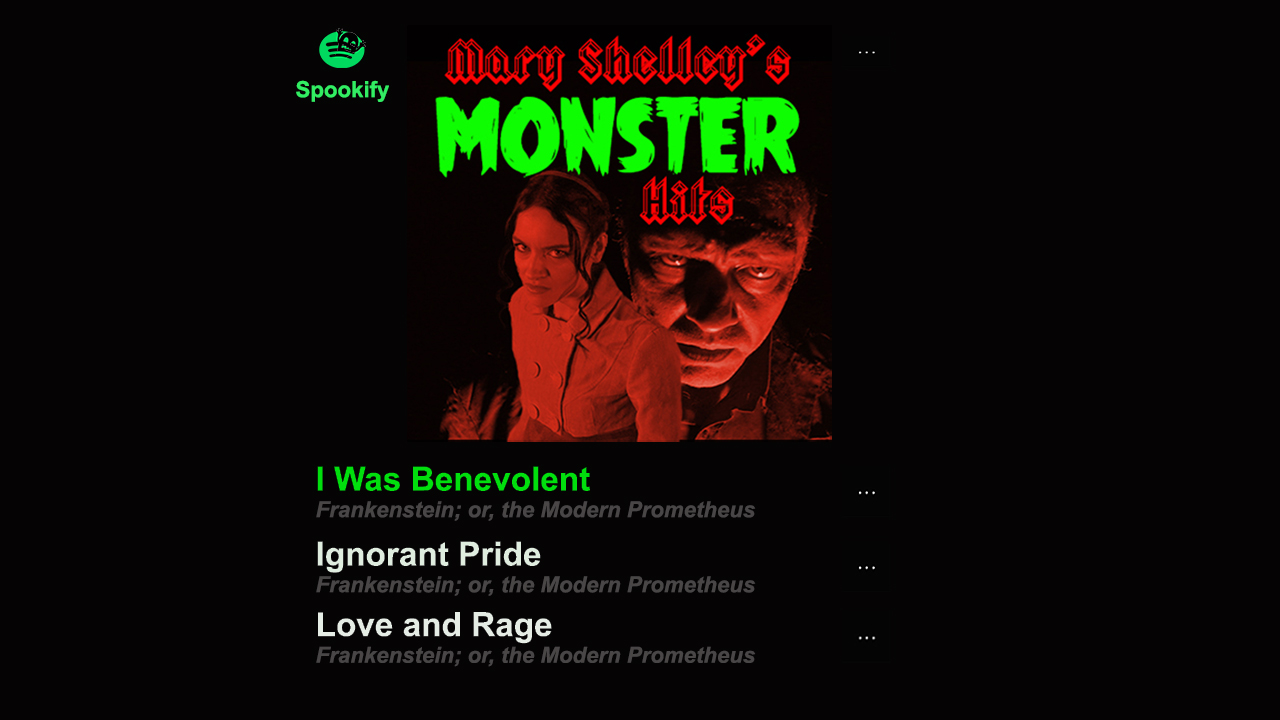 Spookify
Mary Shelley's
MONSTER
Hits
...
I Was Benevolent
Frankenstein; or, the Modern Prometheus
...
Ignorant Pride
Frankenstein; or, the Modern Prometheus
...
Love and Rage
Frankenstein; or, the Modern Prometheus
...